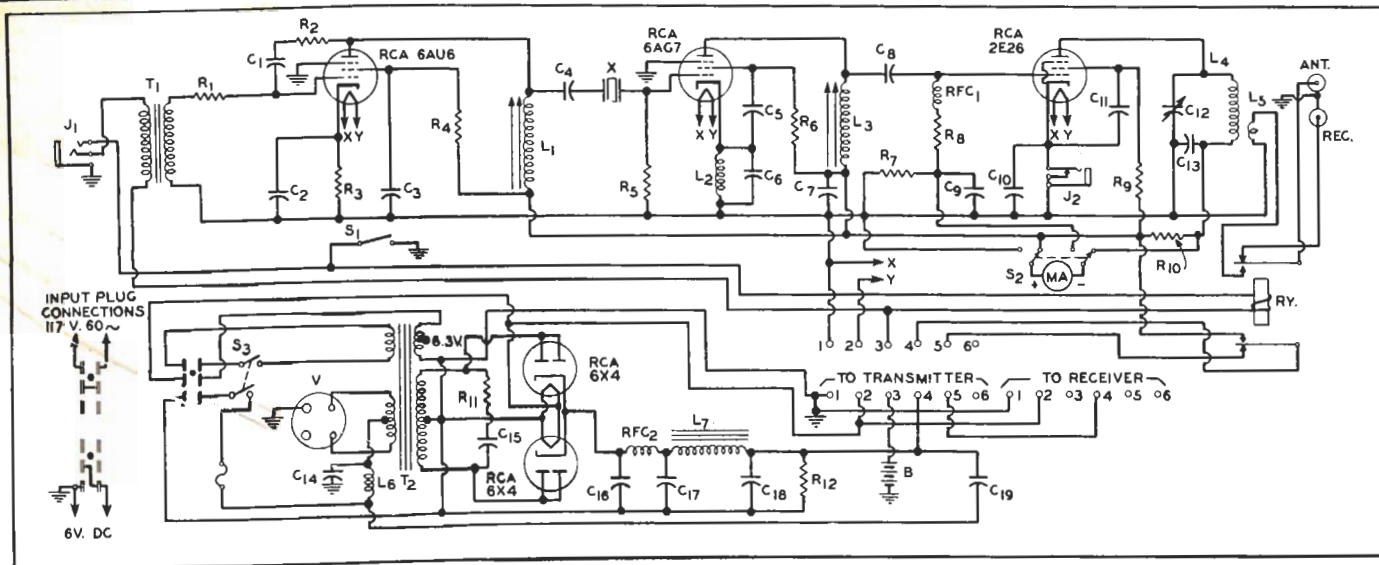 R2
RCA 6AU6
RCA
6AG7
RCA
2E26
C1
C8
L4
ANT.
T1
R1
C4
X
RFC1
C11
C12
L5
J1
X Y
R4
L1
X Y
C5
R6
L3
R8
X Y
REC.
C13
R7
C2
R3
C3
R5
L2
C6
C7
C9
C10
J2
R9
S1
X
S2
+
MA
-
R10
Y
RY.
INPUT PLUG
CONNECTIONS
117 V. 60~
S3
6.3V.
RCA
6X4
1 2 3 4 5 6
TO TRANSMITTER
TO RECEIVER
1 2 3 4 5 6
1 2 3 4 5 6
V
R11
C15
L7
RFC2
C14
L6
T2
RCA
6X4
C16
C17
C18
R12
B
C19
6V. DC